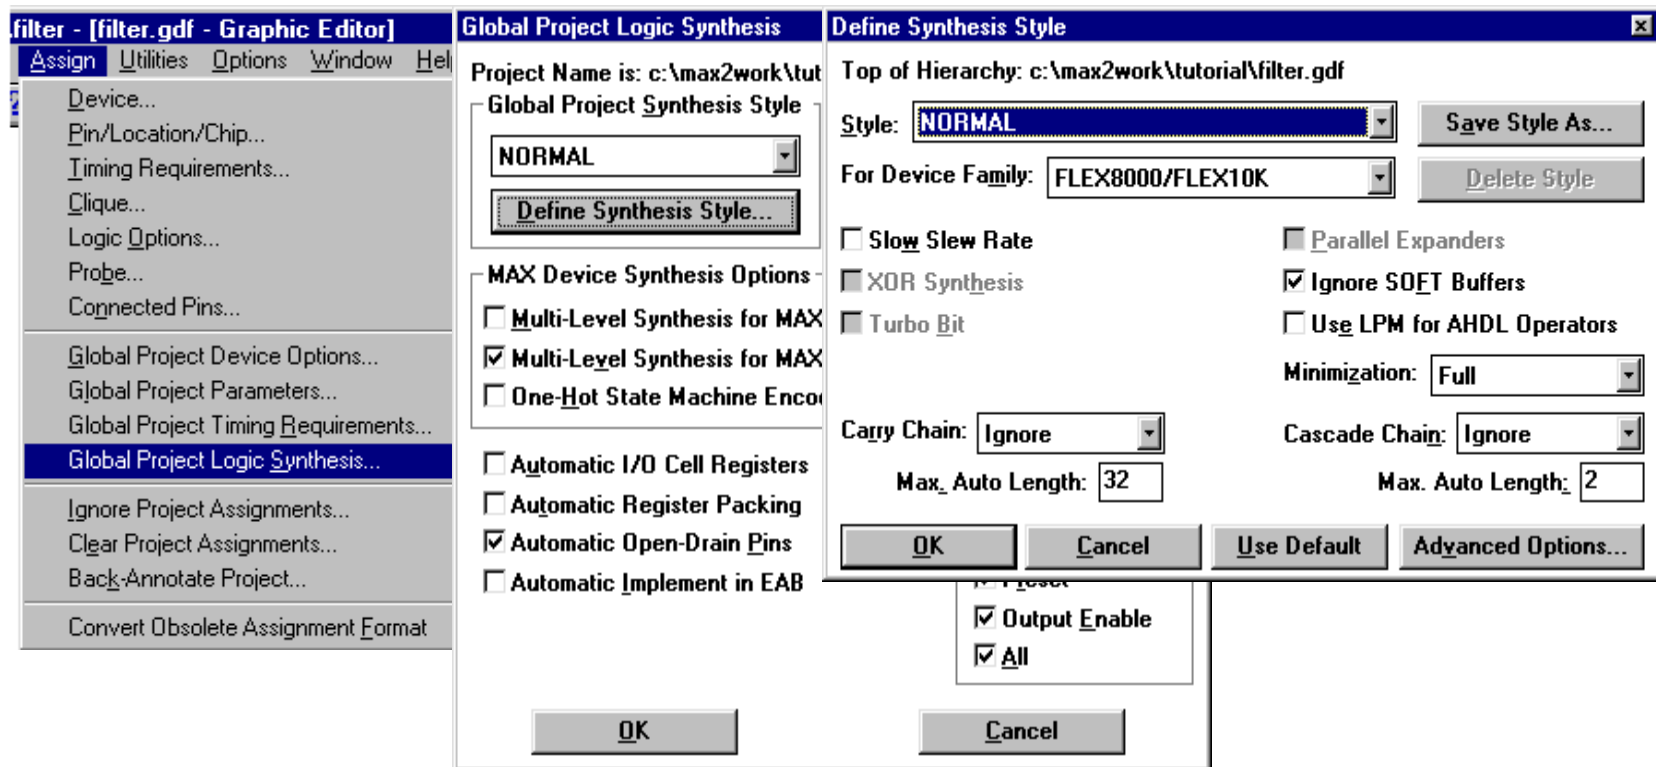 .filter - [filter.gdf - Graphic Editor]
Assign Utilities Options Window Hel
Device...
Pin/Location/Chip...
Timing Requirements...
Clique...
Logic Options...
Probe...
Connected Pins...
Global Project Device Options...
Global Project Parameters...
Global Project Timing Requirements...
Global Project Logic Synthesis...
Ignore Project Assignments...
Clear Project Assignments...
Back-Annotate Project...
Convert Obsolete Assignment Format
Global Project Logic Synthesis
Project Name is: c:\max2work\tut
Global Project Synthesis Style
NORMAL
Define Synthesis Style...
MAX Device Synthesis Options
Multi-Level Synthesis for MAX
Multi-Level Synthesis for MAX
One-Hot State Machine Enco
Automatic I/O Cell Registers
Automatic Register Packing
Automatic Open-Drain Pins
Automatic Implement in EAB
Preset
Output Enable
All
OK Cancel
Define Synthesis Style
Top of Hierarchy: c:\max2work\tutorial\filter.gdf
Style: NORMAL Save Style As...
For Device Family: FLEX8000/FLEX10K Delete Style
Slow Slew Rate Parallel Expanders
XOR Synthesis Ignore SOFT Buffers
Turbo Bit Use LPM for AHDL Operators
Minimization: Full
Carry Chain: Ignore Cascade Chain: Ignore
Max. Auto Length: 32 Max. Auto Length: 2
OK Cancel Use Default Advanced Options...